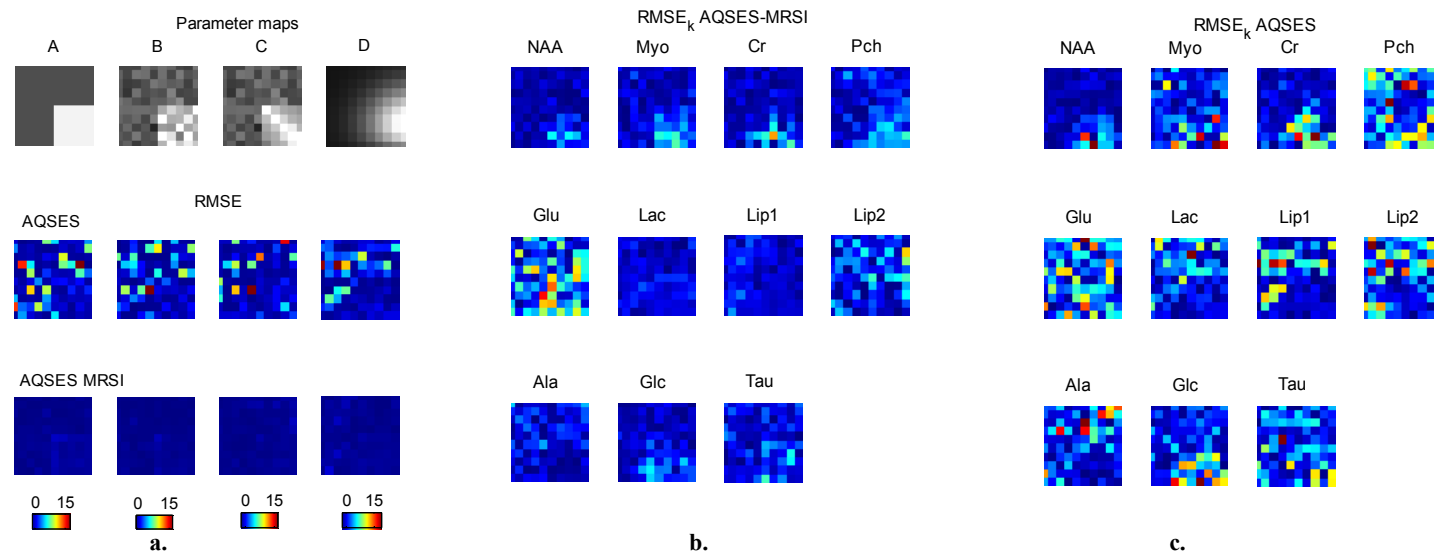 Parameter maps
A B C D
RMSE
AQSES
AQSES MRSI
0 15 0 15 0 15 0 15
a.
RMSEk AQSES-MRSI
NAA Myo Cr Pch
Glu Lac Lip1 Lip2
Ala Glc Tau
b.
RMSEk AQSES
NAA Myo Cr Pch
Glu Lac Lip1 Lip2
Ala Glc Tau
c.